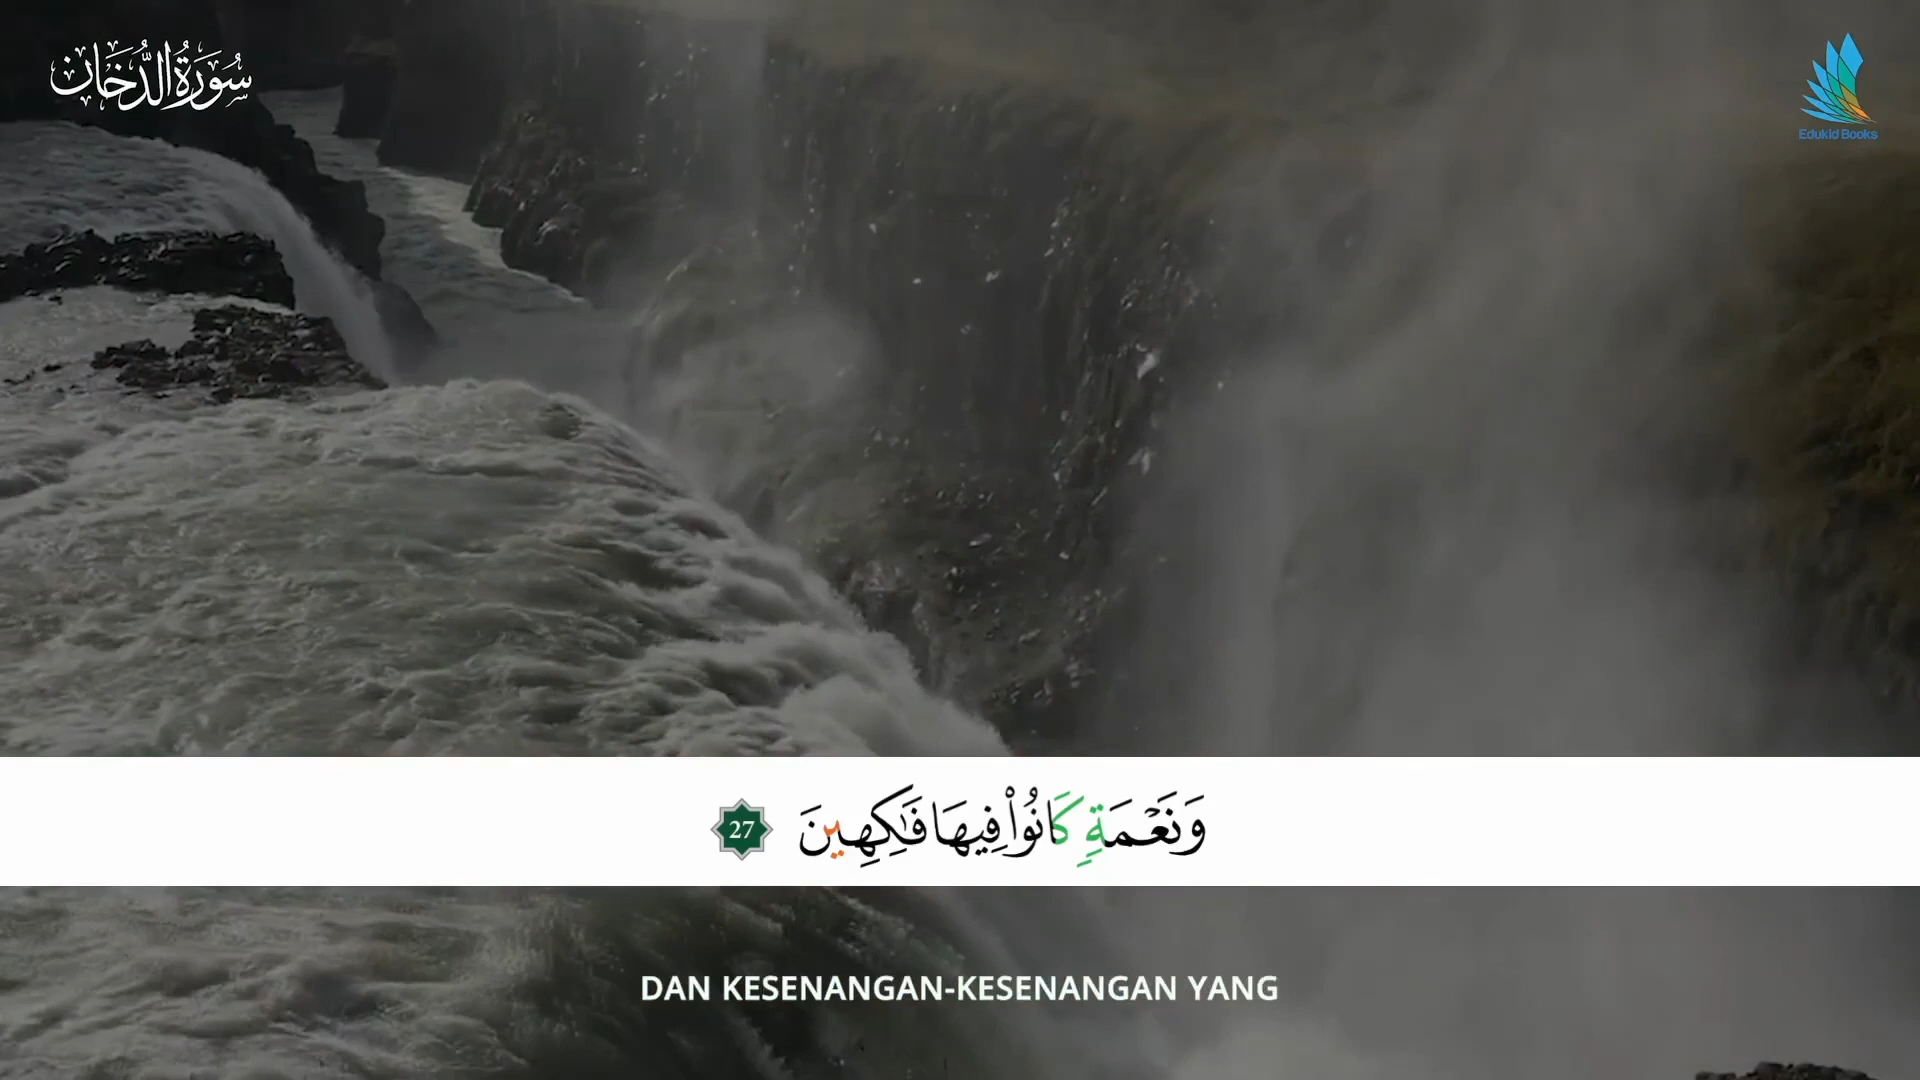 سُورَةُ الدُّخَان
Edukid Books
وَنَعْمَةٍ كَانُوا۟ فِيهَا فَـٰكِهِينَ 27
DAN KESENANGAN-KESENANGAN YANG